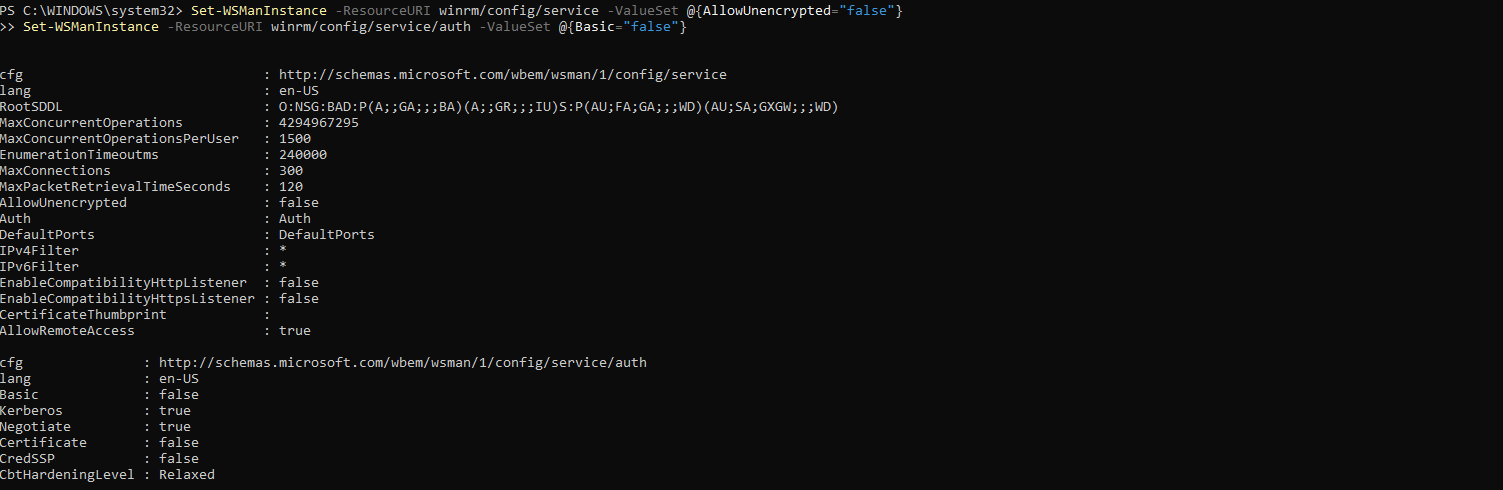 PS C:\WINDOWS\system32> Set-WSManInstance -ResourceURI winrm/config/service -ValueSet @{AllowUnencrypted="false"}
>> Set-WSManInstance -ResourceURI winrm/config/service/auth -ValueSet @{Basic="false"}
cfg : http://schemas.microsoft.com/wbem/wsman/1/config/service
lang : en-US
RootSDDL : O:NSG:BAD:P(A;;GA;;;BA)(A;;GR;;;IU)S:P(AU;FA;GA;;;WD)(AU;SA;GXGW;;;WD)
MaxConcurrentOperations : 4294967295
MaxConcurrentOperationsPerUser : 1500
EnumerationTimeoutms : 240000
MaxConnections : 300
MaxPacketRetrievalTimeSeconds : 120
AllowUnencrypted : false
Auth : Auth
DefaultPorts : DefaultPorts
IPv4Filter : *
IPv6Filter : *
EnableCompatibilityHttpListener : false
EnableCompatibilityHttpsListener : false
CertificateThumbprint :
AllowRemoteAccess : true
cfg : http://schemas.microsoft.com/wbem/wsman/1/config/service/auth
lang : en-US
Basic : false
Kerberos : true
Negotiate : true
Certificate : false
CredSSP : false
CbtHardeningLevel : Relaxed